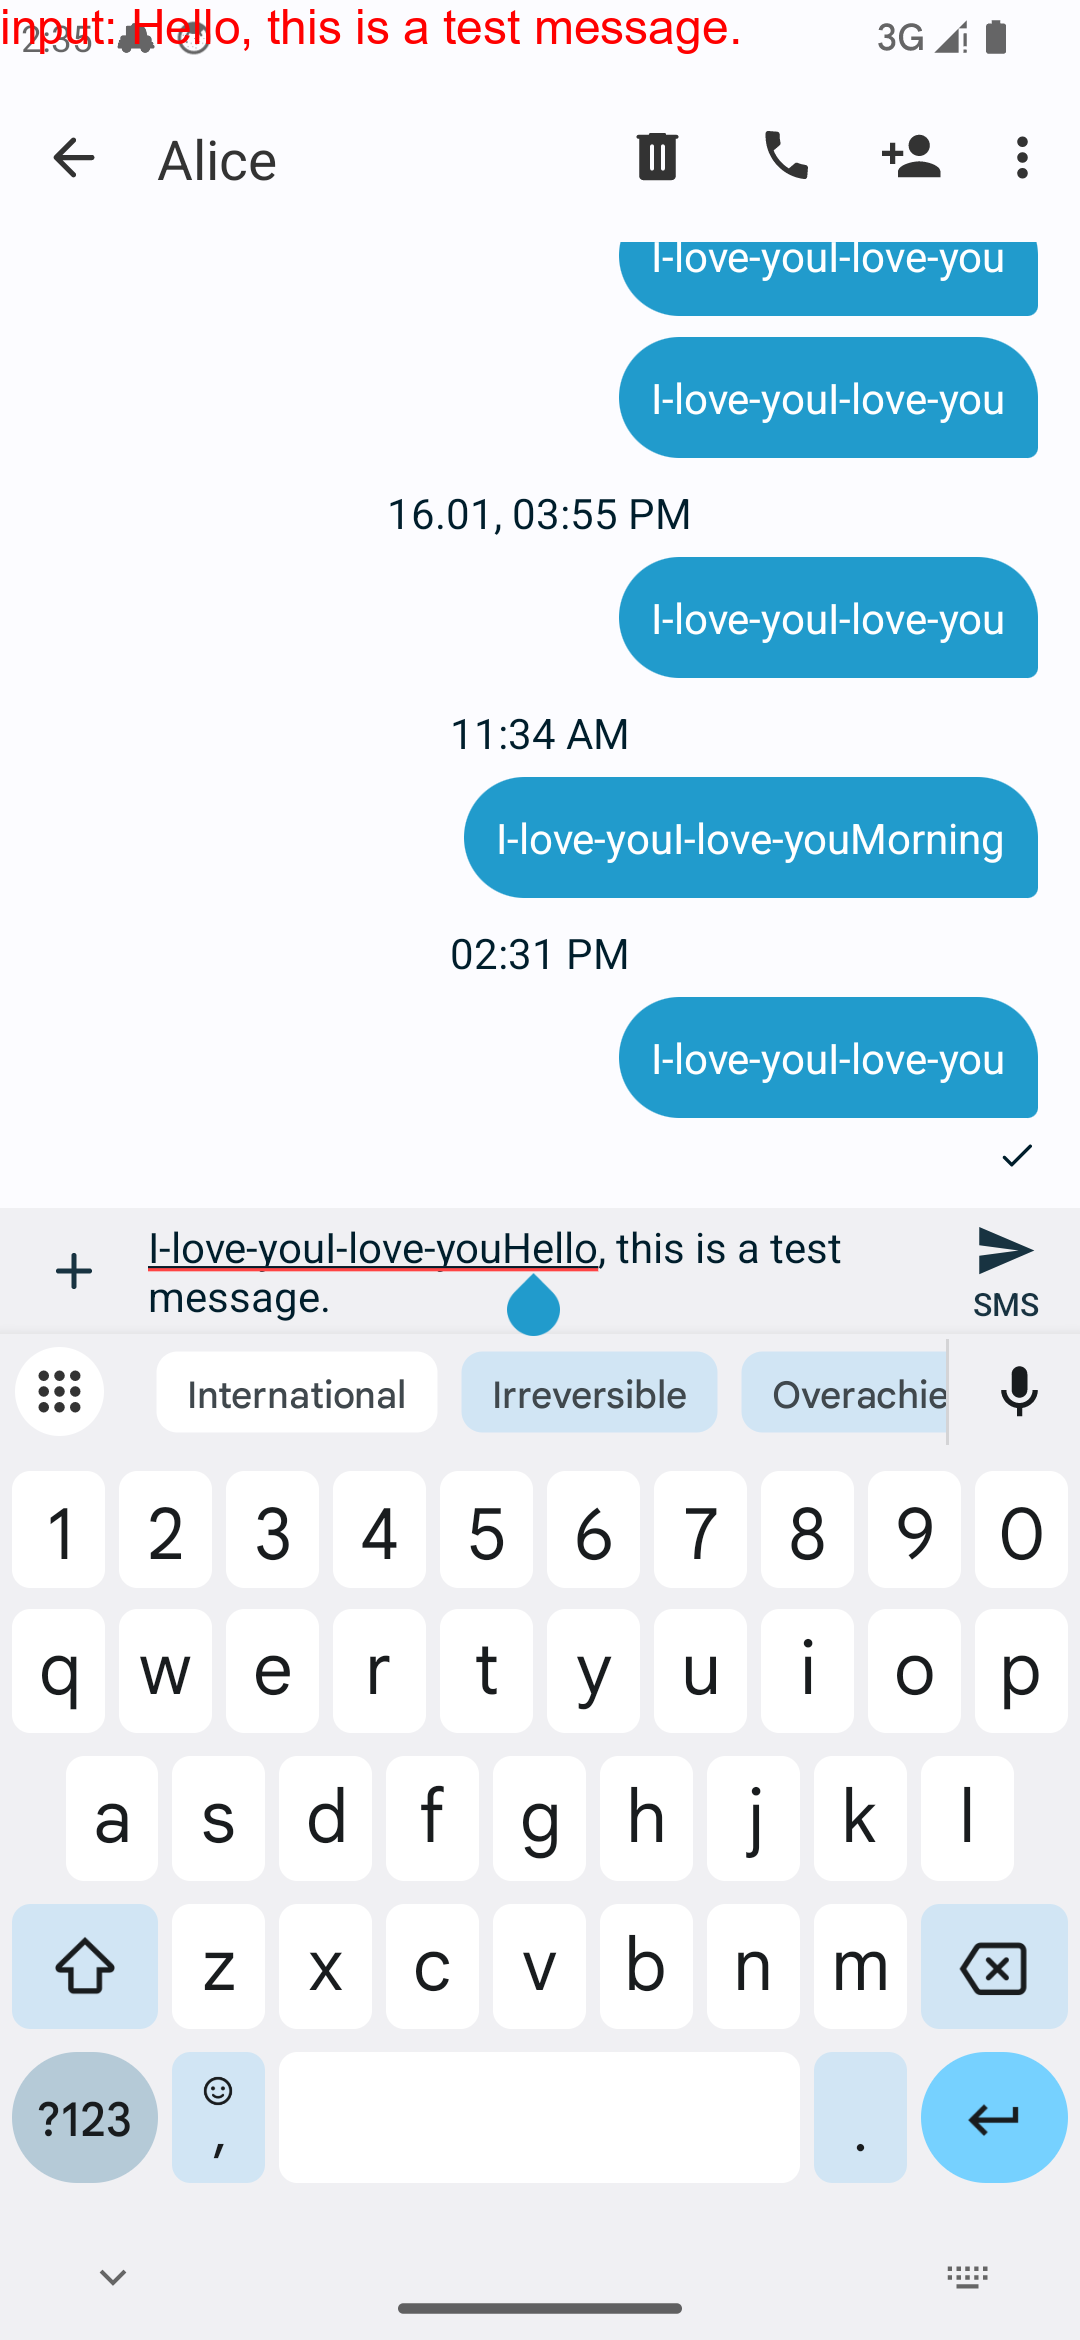 input: Hello, this is a test message.
2:35
3G
Alice
I-love-youI-love-you
I-love-youI-love-you
16.01, 03:55 PM
I-love-youI-love-you
11:34 AM
I-love-youI-love-youMorning
02:31 PM
I-love-youI-love-you
I-love-youI-love-youHello, this is a test
message.
SMS
International Irreversible Overachie
1 2 3 4 5 6 7 8 9 0
q w e r t y u i o p
a s d f g h j k l
z x c v b n m
?123 , .